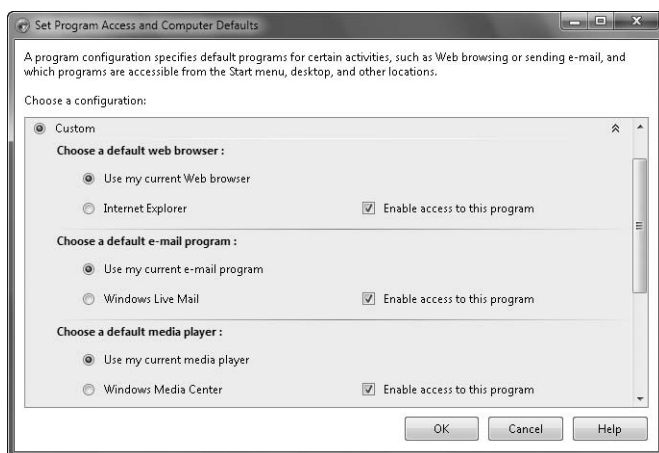 Set Program Access and Computer Defaults
A program configuration specifies default programs for certain activities, such as Web browsing or sending e-mail, and
which programs are accessible from the Start menu, desktop, and other locations.
Choose a configuration:
Custom
Choose a default web browser :
Use my current Web browser
Internet Explorer Enable access to this program
Choose a default e-mail program :
Use my current e-mail program
Windows Live Mail Enable access to this program
Choose a default media player :
Use my current media player
Windows Media Center Enable access to this program
OK Cancel Help